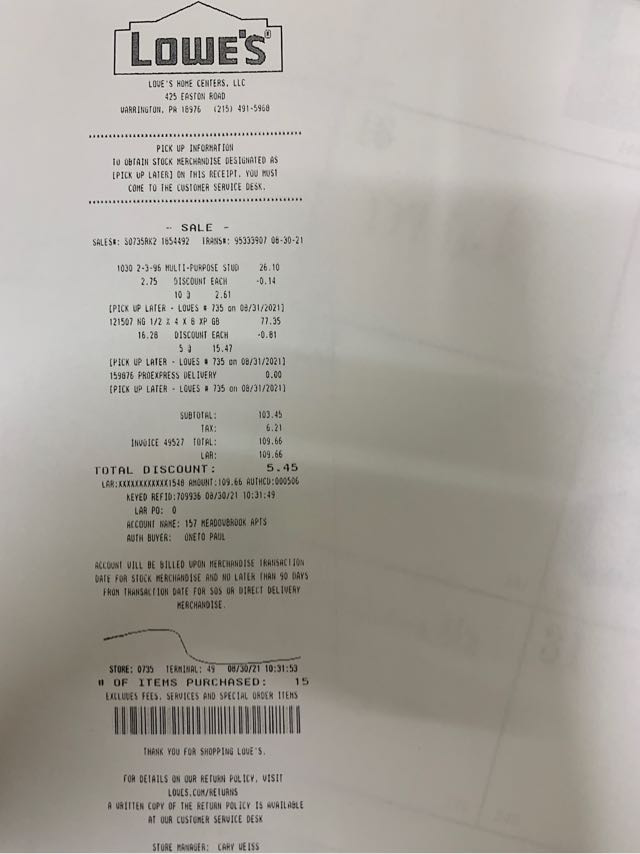 LOWE'S®
LOWE'S HOME CENTERS, LLC
425 EASTON ROAD
WARRINGTON, PA 18976 (215) 491-5968
PICK UP INFORMATION
TO OBTAIN STOCK MERCHANDISE DESIGNATED AS
[PICK UP LATER] ON THIS RECEIPT, YOU MUST
COME TO THE CUSTOMER SERVICE DESK.
- SALE -
SALES#: S0735RK2 1654492 TRANS#: 95333907 08-30-21
1030 2-3-96 MULTI-PURPOSE STUD 26.10
2.75 DISCOUNT EACH -0.14
10 @ 2.61
[PICK UP LATER - LOWES # 735 on 08/31/2021]
121507 NG 1/2 X 4 X 8 XP GB 77.35
16.28 DISCOUNT EACH -0.81
5 @ 15.47
[PICK UP LATER - LOWES # 735 on 08/31/2021]
159876 PROEXPRESS DELIVERY 0.00
[PICK UP LATER - LOWES # 735 on 08/31/2021]
SUBTOTAL: 103.45
TAX: 6.21
INVOICE 49527 TOTAL: 109.66
LAR: 109.66
TOTAL DISCOUNT: 5.45
LAR:XXXXXXXXXXXX1548 AMOUNT:109.66 AUTHCD:000506
KEYED REFID:709936 08/30/21 10:31:49
LAR PO: 0
ACCOUNT NAME: 157 MEADOWBROOK APTS
AUTH BUYER: ONETO PAUL
ACCOUNT WILL BE BILLED UPON MERCHANDISE TRANSACTION
DATE FOR STOCK MERCHANDISE AND NO LATER THAN 90 DAYS
FROM TRANSACTION DATE FOR SOS OR DIRECT DELIVERY
MERCHANDISE.
STORE: 0735 TERMINAL: 49 08/30/21 10:31:53
# OF ITEMS PURCHASED: 15
EXCLUDES FEES, SERVICES AND SPECIAL ORDER ITEMS
THANK YOU FOR SHOPPING LOWE'S.
FOR DETAILS ON OUR RETURN POLICY, VISIT
LOWES.COM/RETURNS
A WRITTEN COPY OF THE RETURN POLICY IS AVAILABLE
AT OUR CUSTOMER SERVICE DESK
STORE MANAGER: CARY WEISS